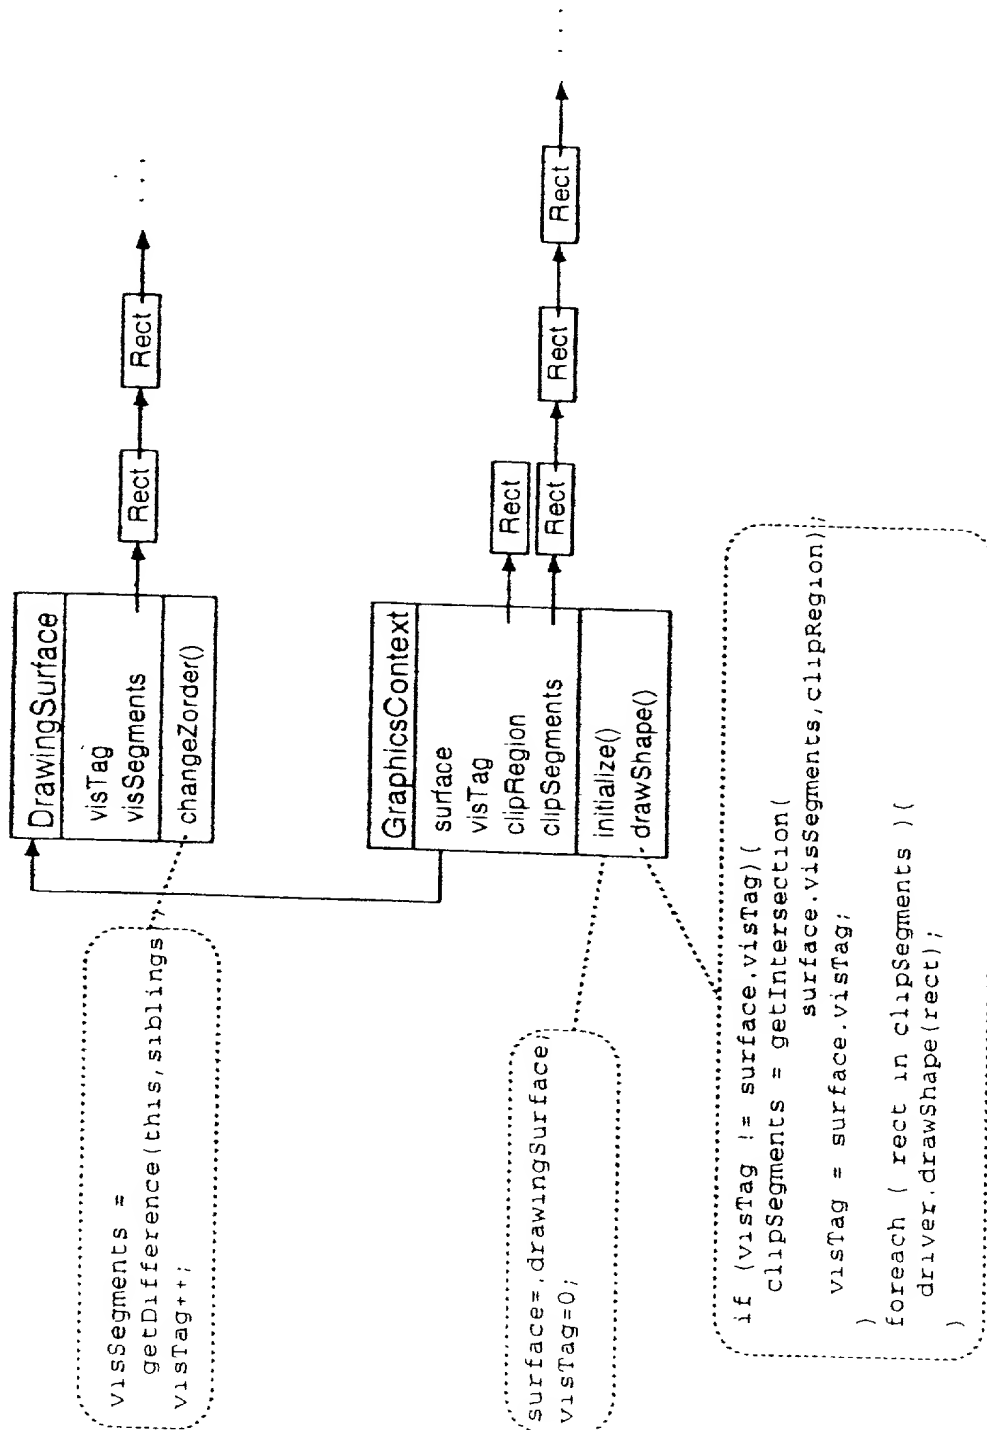 DrawingSurface
visTag
visSegments
changeZorder()
Rect
Rect
...
visSegments =
getDifference(this,siblings);
visTag++;
GraphicsContext
surface
visTag
clipRegion
clipSegments
initialize()
drawShape()
Rect
Rect
Rect
Rect
...
surface=.drawingSurface;
visTag=0;
if (visTag != surface.visTag)(
clipSegments = getIntersection(
surface.visSegments,clipRegion);
visTag = surface.visTag;
)
foreach ( rect in clipSegments )(
driver.drawShape(rect);
)